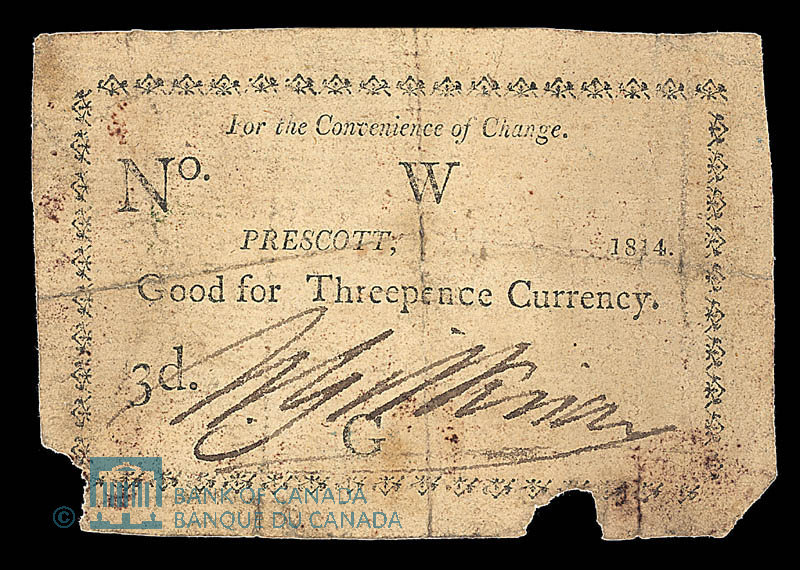 For the Convenience of Change.
No. W
PRESCOTT, 1814.
Good for Threepence Currency.
3d.
G
© BANK OF CANADA
BANQUE DU CANADA